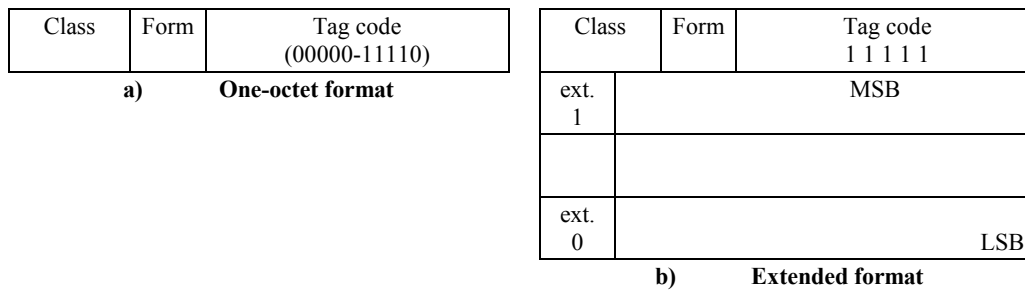 Class Form Tag code
(00000-11110)
a) One-octet format
Class Form Tag code
1 1 1 1 1
ext. MSB
1
ext.
0 LSB
b) Extended format